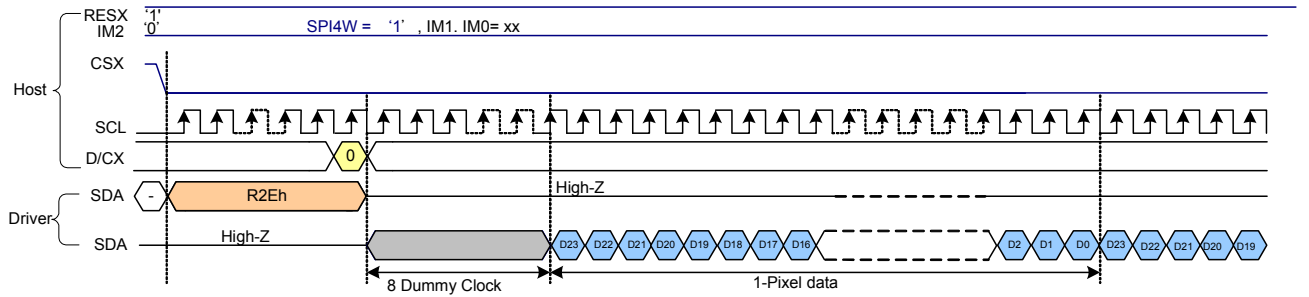 RESX '1'
IM2 '0' SPI4W = '1' , IM1. IM0= xx
CSX
Host
SCL
D/CX 0
SDA - R2Eh High-Z
Driver
SDA High-Z D23 D22 D21 D20 D19 D18 D17 D16 D2 D1 D0 D23 D22 D21 D20 D19
8 Dummy Clock 1-Pixel data